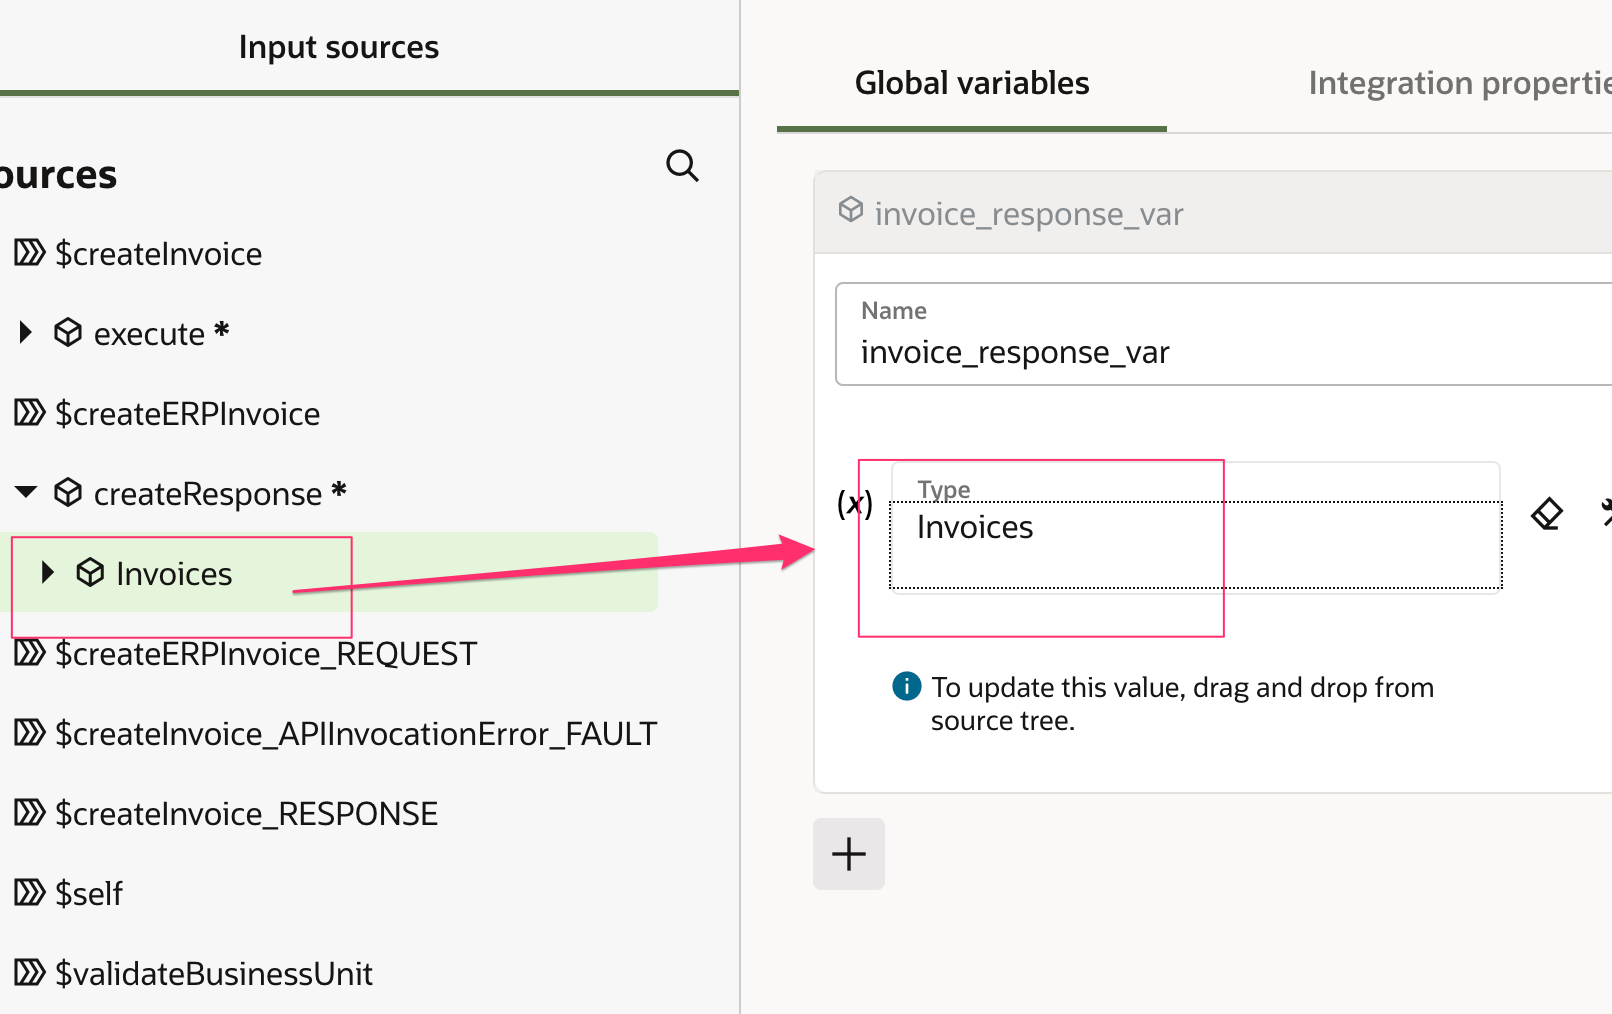 Input sources
ources
$createInvoice
execute *
$createERPInvoice
createResponse *
Invoices
$createERPInvoice_REQUEST
$createInvoice_APIInvocationError_FAULT
$createInvoice_RESPONSE
$self
$validateBusinessUnit
Global variables
Integration propertie
invoice_response_var
Name
invoice_response_var
(x)
Type
Invoices
To update this value, drag and drop from
source tree.